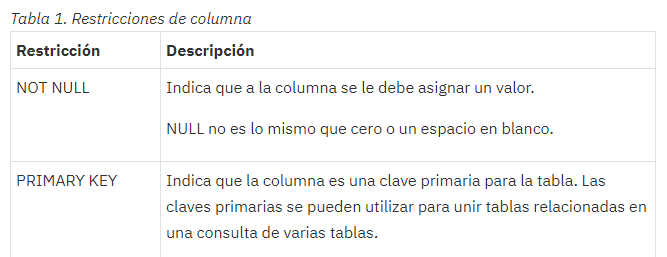 Tabla 1. Restricciones de columna
Restricción Descripción
NOT NULL Indica que a la columna se le debe asignar un valor.
NULL no es lo mismo que cero o un espacio en blanco.
PRIMARY KEY Indica que la columna es una clave primaria para la tabla. Las
claves primarias se pueden utilizar para unir tablas relacionadas en
una consulta de varias tablas.